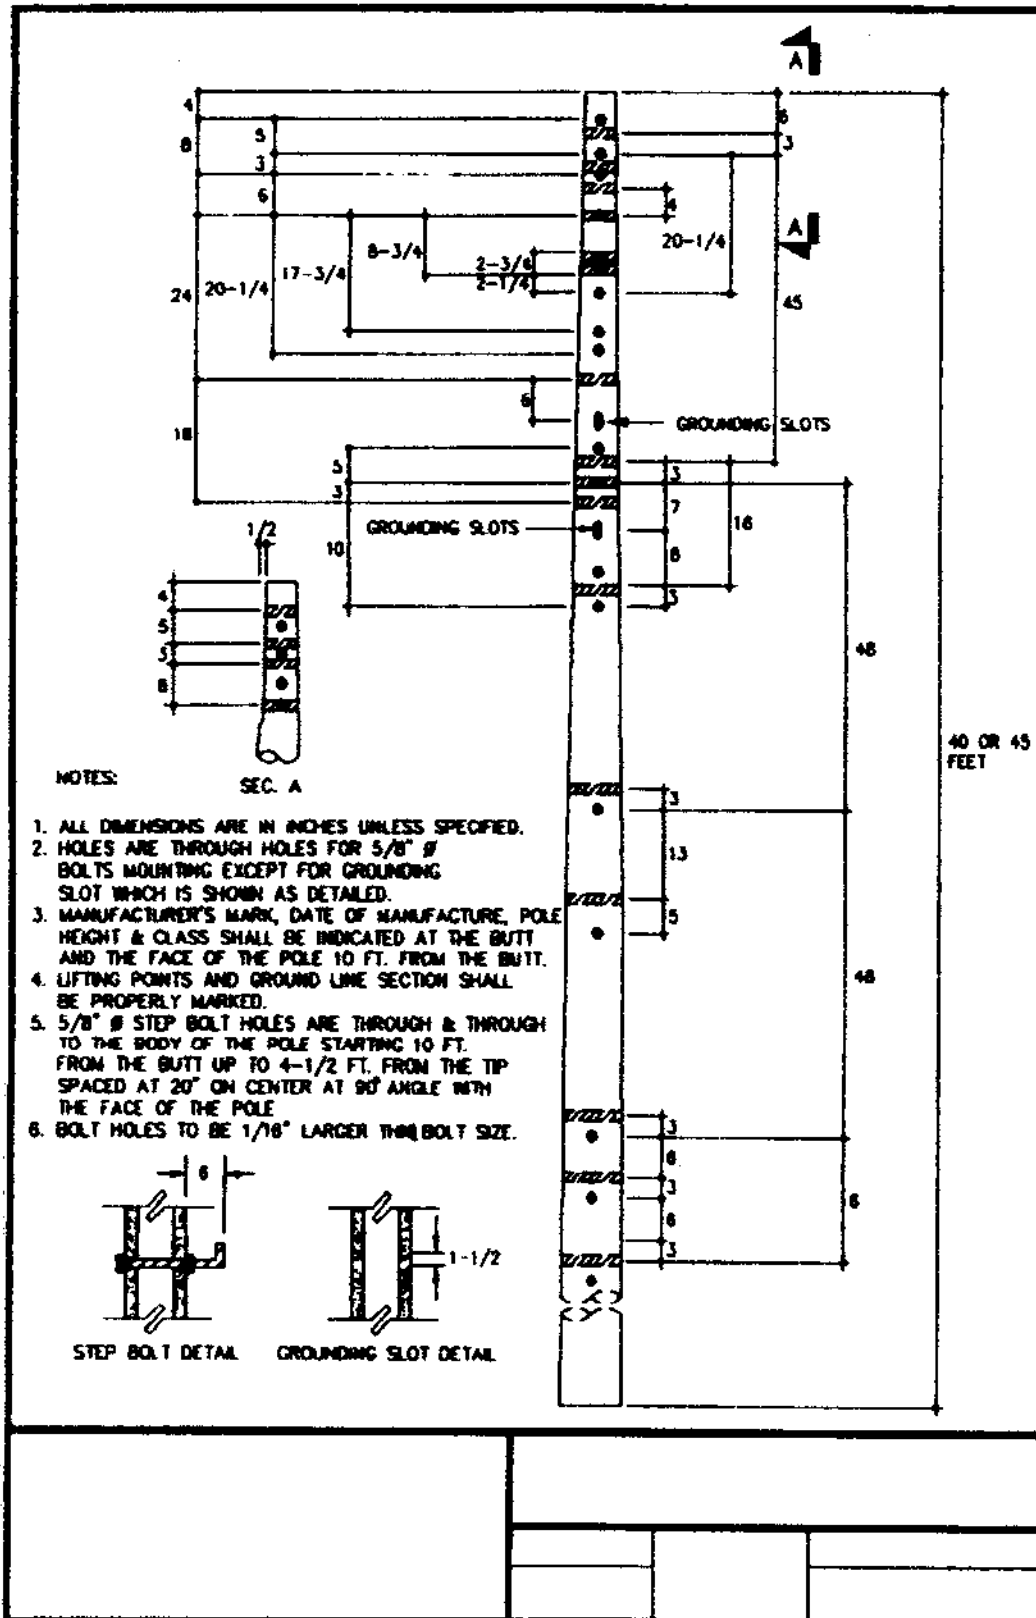 A
4
8
5
3
6
6
3
4
A
20-1/4
8-3/4
2-1/4
17-3/4
24
20-1/4
45
6
GROUNDING SLOTS
18
5
3
3
7
16
1/2
GROUNDING SLOTS
10
8
3
4
5
3
8
48
40 OR 45
FEET
NOTES:
SEC. A
3
13
5
1. ALL DIMENSIONS ARE IN INCHES UNLESS SPECIFIED.
2. HOLES ARE THROUGH HOLES FOR 5/8" Ø
BOLTS MOUNTING EXCEPT FOR GROUNDING
SLOT WHICH IS SHOWN AS DETAILED.
3. MANUFACTURER'S MARK, DATE OF MANUFACTURE, POLE
HEIGHT & CLASS SHALL BE INDICATED AT THE BUTT
AND THE FACE OF THE POLE 10 FT. FROM THE BUTT.
4. LIFTING POINTS AND GROUND LINE SECTION SHALL
BE PROPERLY MARKED.
5. 5/8" Ø STEP BOLT HOLES ARE THROUGH & THROUGH
TO THE BODY OF THE POLE STARTING 10 FT.
FROM THE BUTT UP TO 4-1/2 FT. FROM THE TIP
SPACED AT 20" ON CENTER AT 90° ANGLE WITH
THE FACE OF THE POLE
6. BOLT HOLES TO BE 1/16" LARGER BOLT SIZE.
48
3
6
3
6
3
6
6
1-1/2
STEP BOLT DETAIL
GROUNDING SLOT DETAIL